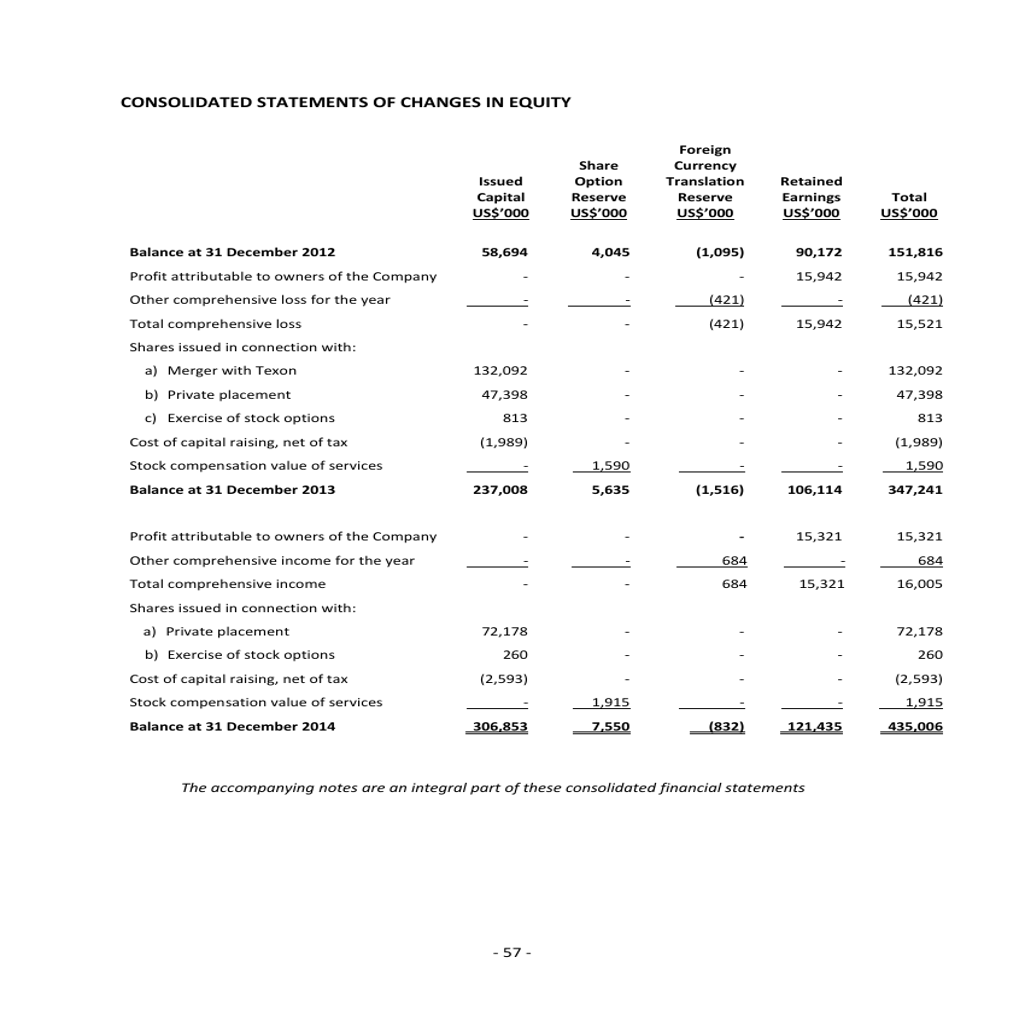 CONSOLIDATED STATEMENTS OF CHANGES IN EQUITY
Foreign
Share Currency
Issued Option Translation Retained
Capital Reserve Reserve Earnings Total
US$’000 US$’000 US$’000 US$’000 US$’000
Balance at 31 December 2012 58,694 4,045 (1,095) 90,172 151,816
Profit attributable to owners of the Company - - - 15,942 15,942
Other comprehensive loss for the year - - (421) - (421)
Total comprehensive loss - - (421) 15,942 15,521
Shares issued in connection with:
a) Merger with Texon 132,092 - - - 132,092
b) Private placement 47,398 - - - 47,398
c) Exercise of stock options 813 - - - 813
Cost of capital raising, net of tax (1,989) - - - (1,989)
Stock compensation value of services - 1,590 - - 1,590
Balance at 31 December 2013 237,008 5,635 (1,516) 106,114 347,241
Profit attributable to owners of the Company - - - 15,321 15,321
Other comprehensive income for the year - - 684 - 684
Total comprehensive income - - 684 15,321 16,005
Shares issued in connection with:
a) Private placement 72,178 - - - 72,178
b) Exercise of stock options 260 - - - 260
Cost of capital raising, net of tax (2,593) - - - (2,593)
Stock compensation value of services - 1,915 - - 1,915
Balance at 31 December 2014 306,853 7,550 (832) 121,435 435,006
The accompanying notes are an integral part of these consolidated financial statements
- 57 -